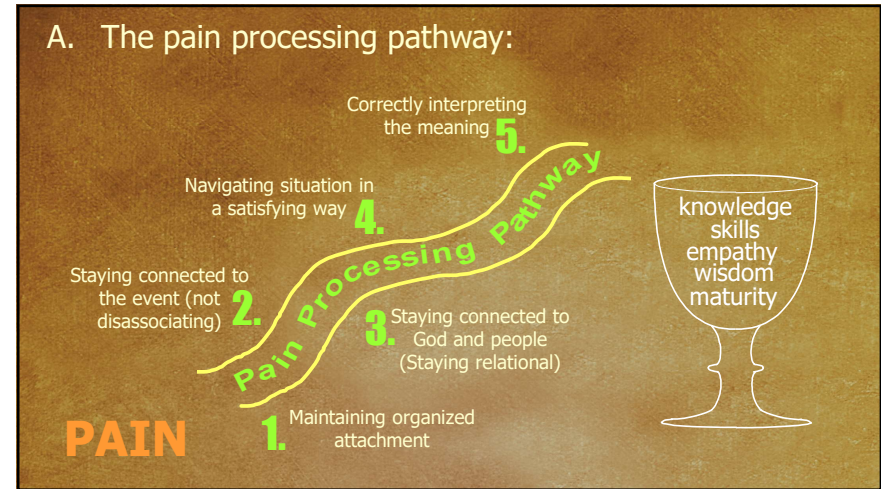 A. The pain processing pathway:
Correctly interpreting
the meaning 5.
Navigating situation in
a satisfying way 4.
Staying connected to
the event (not
disassociating) 2.
Pain Processing Pathway
3. Staying connected to
God and people
(Staying relational)
1. Maintaining organized
attachment
PAIN
knowledge
skills
empathy
wisdom
maturity